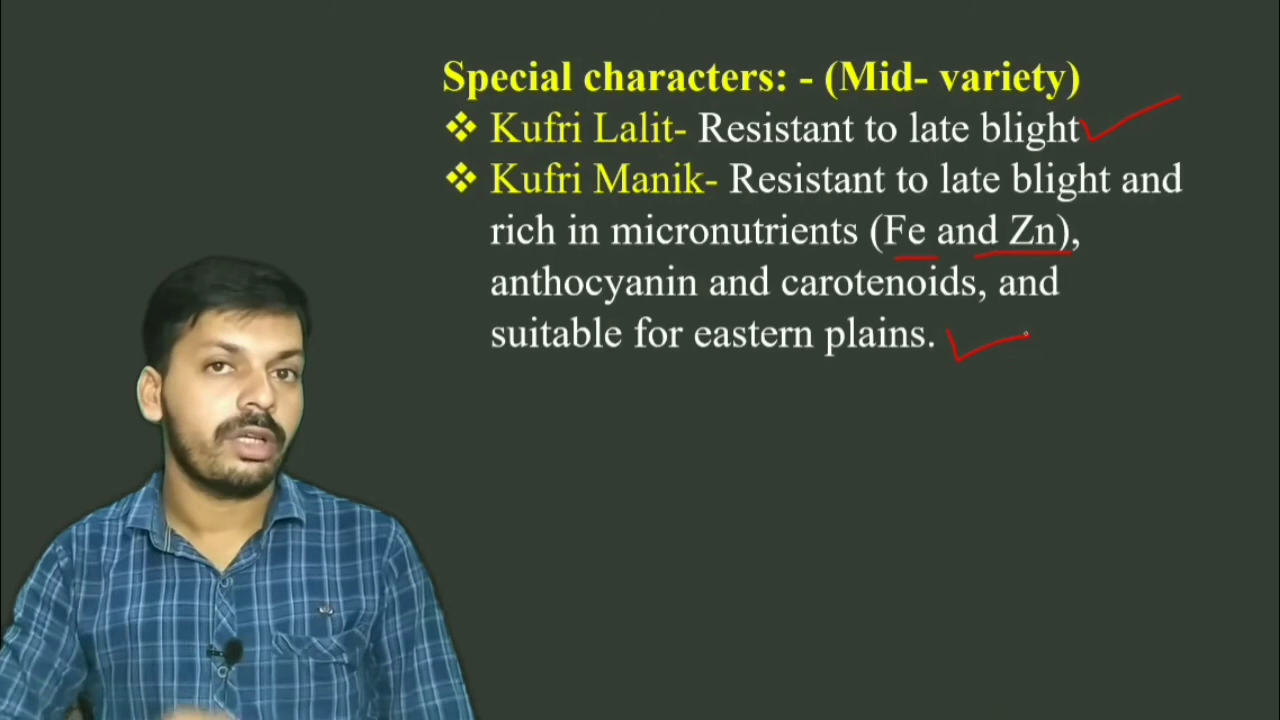 Special characters: - (Mid- variety)
❖ Kufri Lalit- Resistant to late blight
❖ Kufri Manik- Resistant to late blight and
rich in micronutrients (Fe and Zn),
anthocyanin and carotenoids, and
suitable for eastern plains.